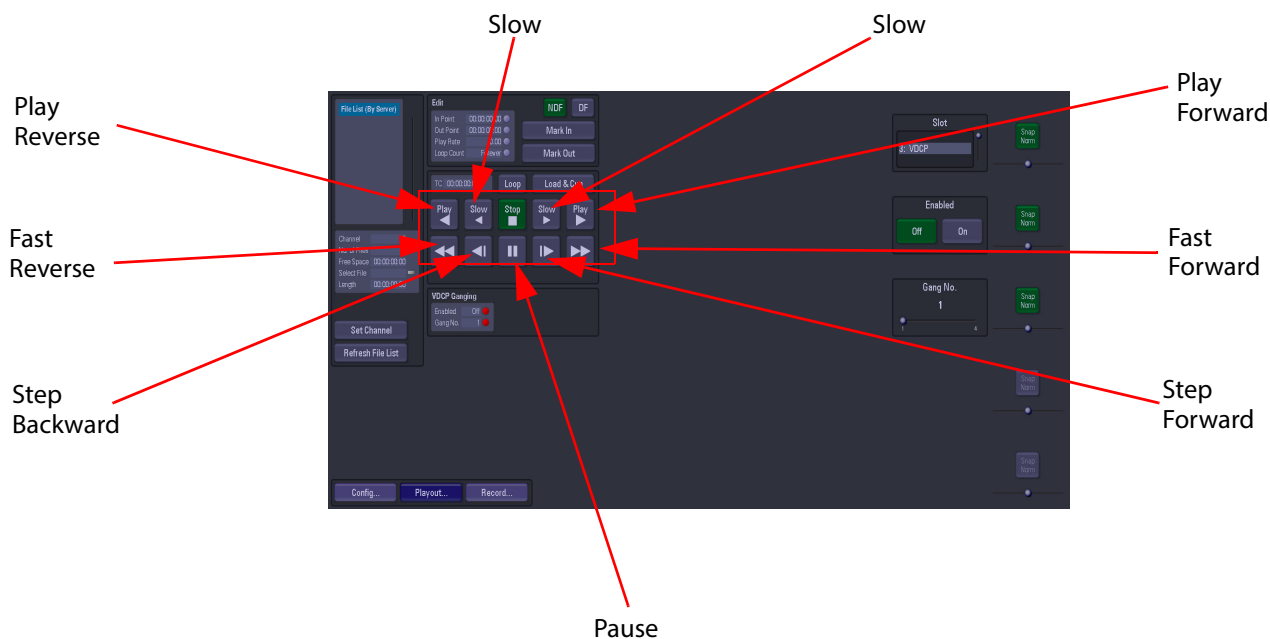 Slow
Slow
Play
Reverse
Play
Forward
Fast
Reverse
Fast
Forward
Step
Backward
Step
Forward
Pause
File List (By Server)
Channel
Free Space 00:00:00:00
Select File
Length 00:00:00:00
Set Channel
Refresh File List
Edit
NDF
DF
In Point 00:00:00:00
Out Point
Play Rate
Loop Count
Mark In
Mark Out
TC
Loop
Load &
Play
Slow
Stop
Slow
Play
VDCP Ganging
Enabled Off
Gang No. 1
Config...
Playout...
Record...
Slot
3: VDCP
Enabled
Off
On
Gang No.
1
1
4
Snap
Norm
Snap
Norm
Snap
Norm
Snap
Norm
Snap
Norm